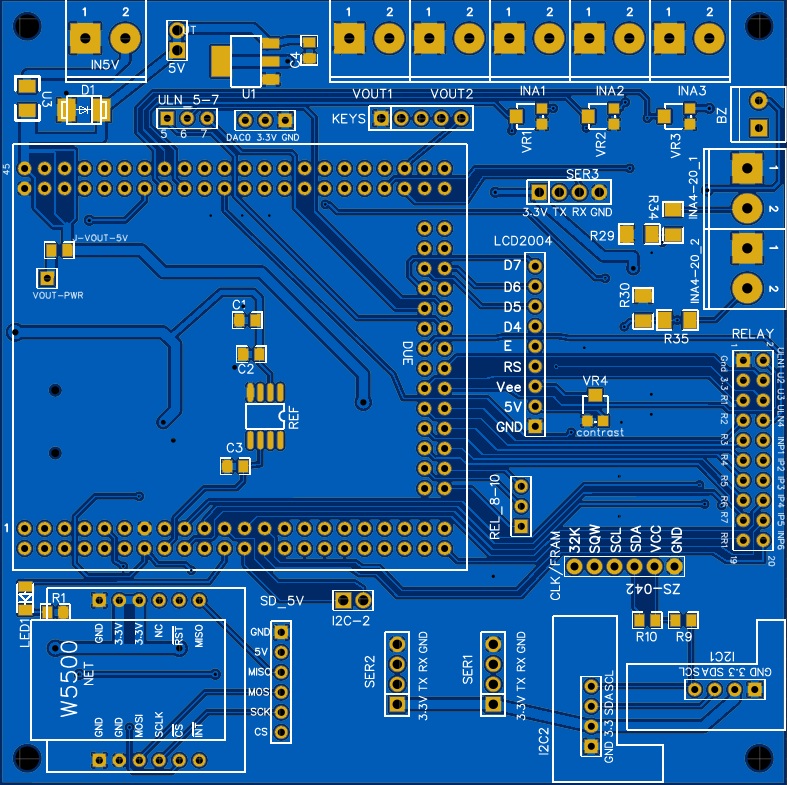 1 2
1 2
1 2
1 2
1 2
IN5V
UT
5V
U1
C4
U3
D1
ULN_5-7
5 6 7
DAC0 3.3V GND
VOUT1
VOUT2
KEYS
INA1
INA2
INA3
VR1
VR2
VR3
BZ
45
J-VOUT-5V
VOUT-PWR
SER3
3.3V TX RX GND
R29
R34
INA4-20_1
1
2
INA4-20_2
1
2
R30
R35
LCD2004
D7
D6
D5
D4
E
RS
Vee
5V
GND
DUE
C1
C2
REF
C3
VR4
contrast
RELAY
1
2
Gnd 3.3 R1 R2 R3 R4 R5 R6 R7 RR1
ULN1 U2 U3 ULN4 INP1 IP2 IP3 IP4 IP5 INP6
19
20
REL_8-10
CLK/FRAM
32K
SQW
SCL
SDA
VCC
GND
ZS-042
1
LED1
R1
GND
3.3V
3.3V
NC
RST
MISO
W5500
NET
GND
GND
MOSI
SCLK
CS
INT
SD_5V
GND
5V
MISO
MOS
SCK
CS
I2C-2
SER2
3.3V TX RX GND
SER1
3.3V TX RX GND
R10
R9
I2C1
GND 3.3 SDA SCL
I2C2
GND 3.3 SDA SCL